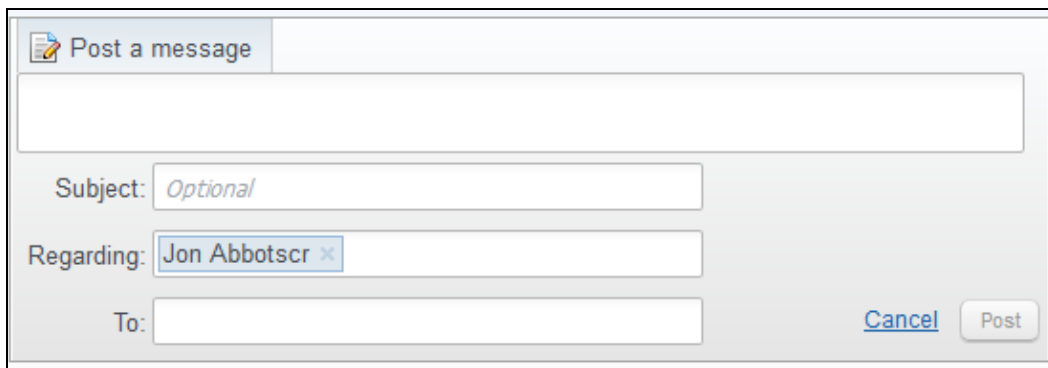 Post a message
Subject: Optional
Regarding: Jon Abbotscr ×
To:
Cancel Post